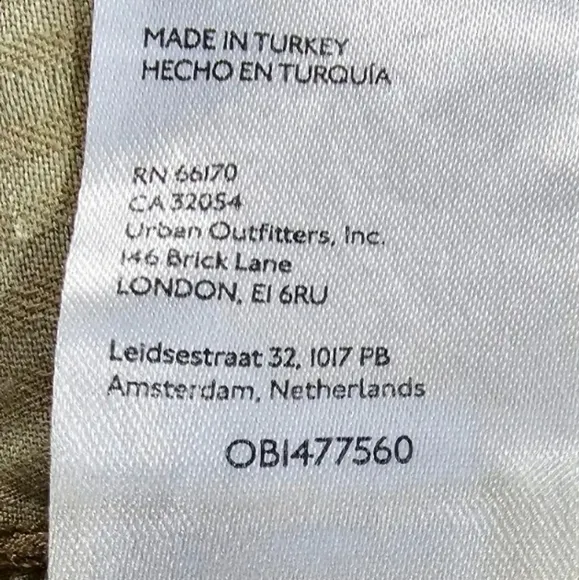 MADE IN TURKEY
HECHO EN TURQUÍA
RN 66170
CA 32054
Urban Outfitters, Inc.
146 Brick Lane
LONDON, E1 6RU
Leidsestraat 32, 1017 PB
Amsterdam, Netherlands
OB1477560